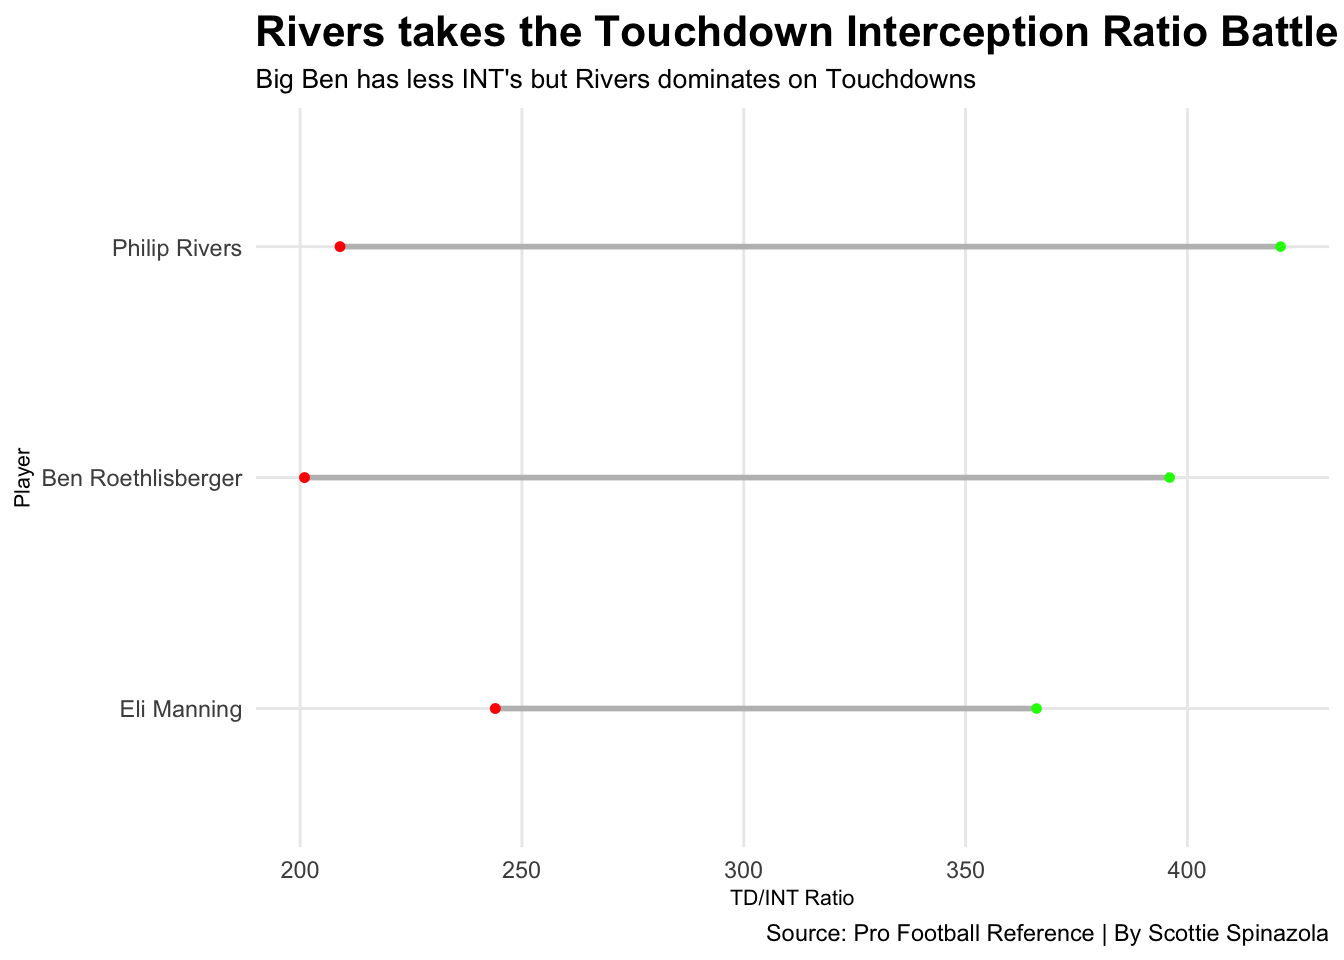 Rivers takes the Touchdown Interception Ratio Battle
Big Ben has less INT's but Rivers dominates on Touchdowns
Philip Rivers
Ben Roethlisberger
Eli Manning
Player
200 250 300 350 400
TD/INT Ratio
Source: Pro Football Reference | By Scottie Spinazola